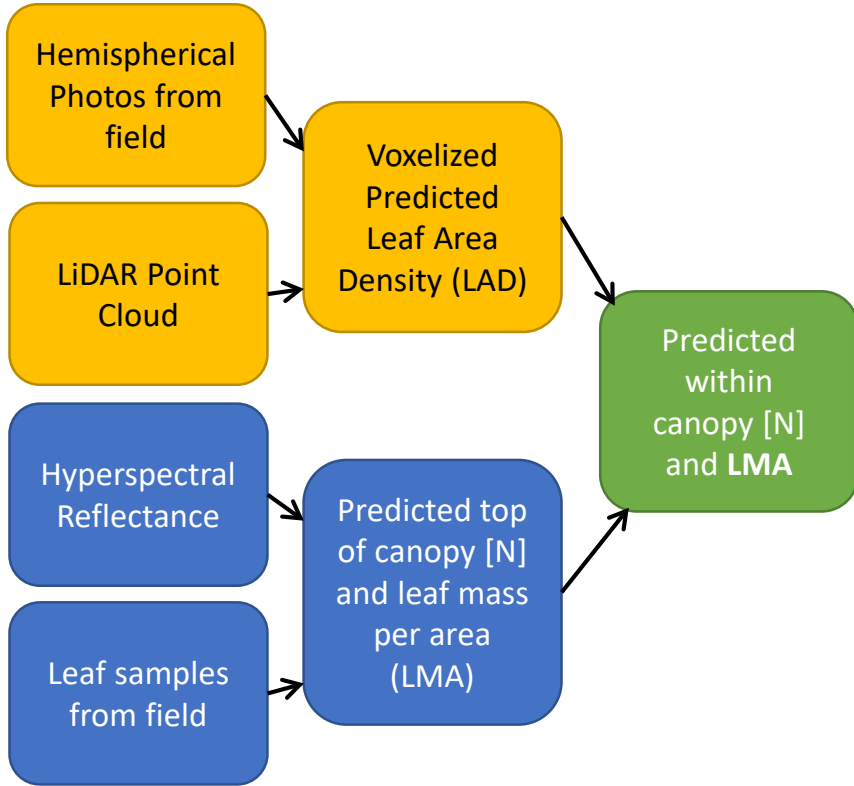 Hemispherical
Photos from
field
LiDAR Point
Cloud
Voxelized
Predicted
Leaf Area
Density (LAD)
Hyperspectral
Reflectance
Leaf samples
from field
Predicted top
of canopy [N]
and leaf mass
per area
(LMA)
Predicted
within
canopy [N]
and LMA